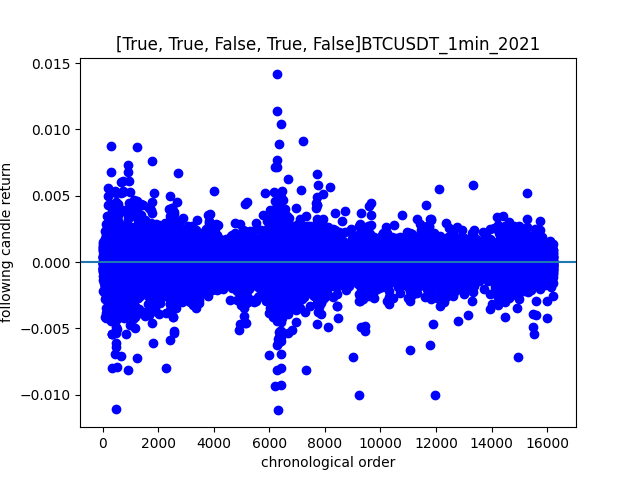 [True, True, False, True, False]BTCUSDT_1min_2021
following candle return
0.015
0.010
0.005
0.000
−0.005
−0.010
0 2000 4000 6000 8000 10000 12000 14000 16000
chronological order